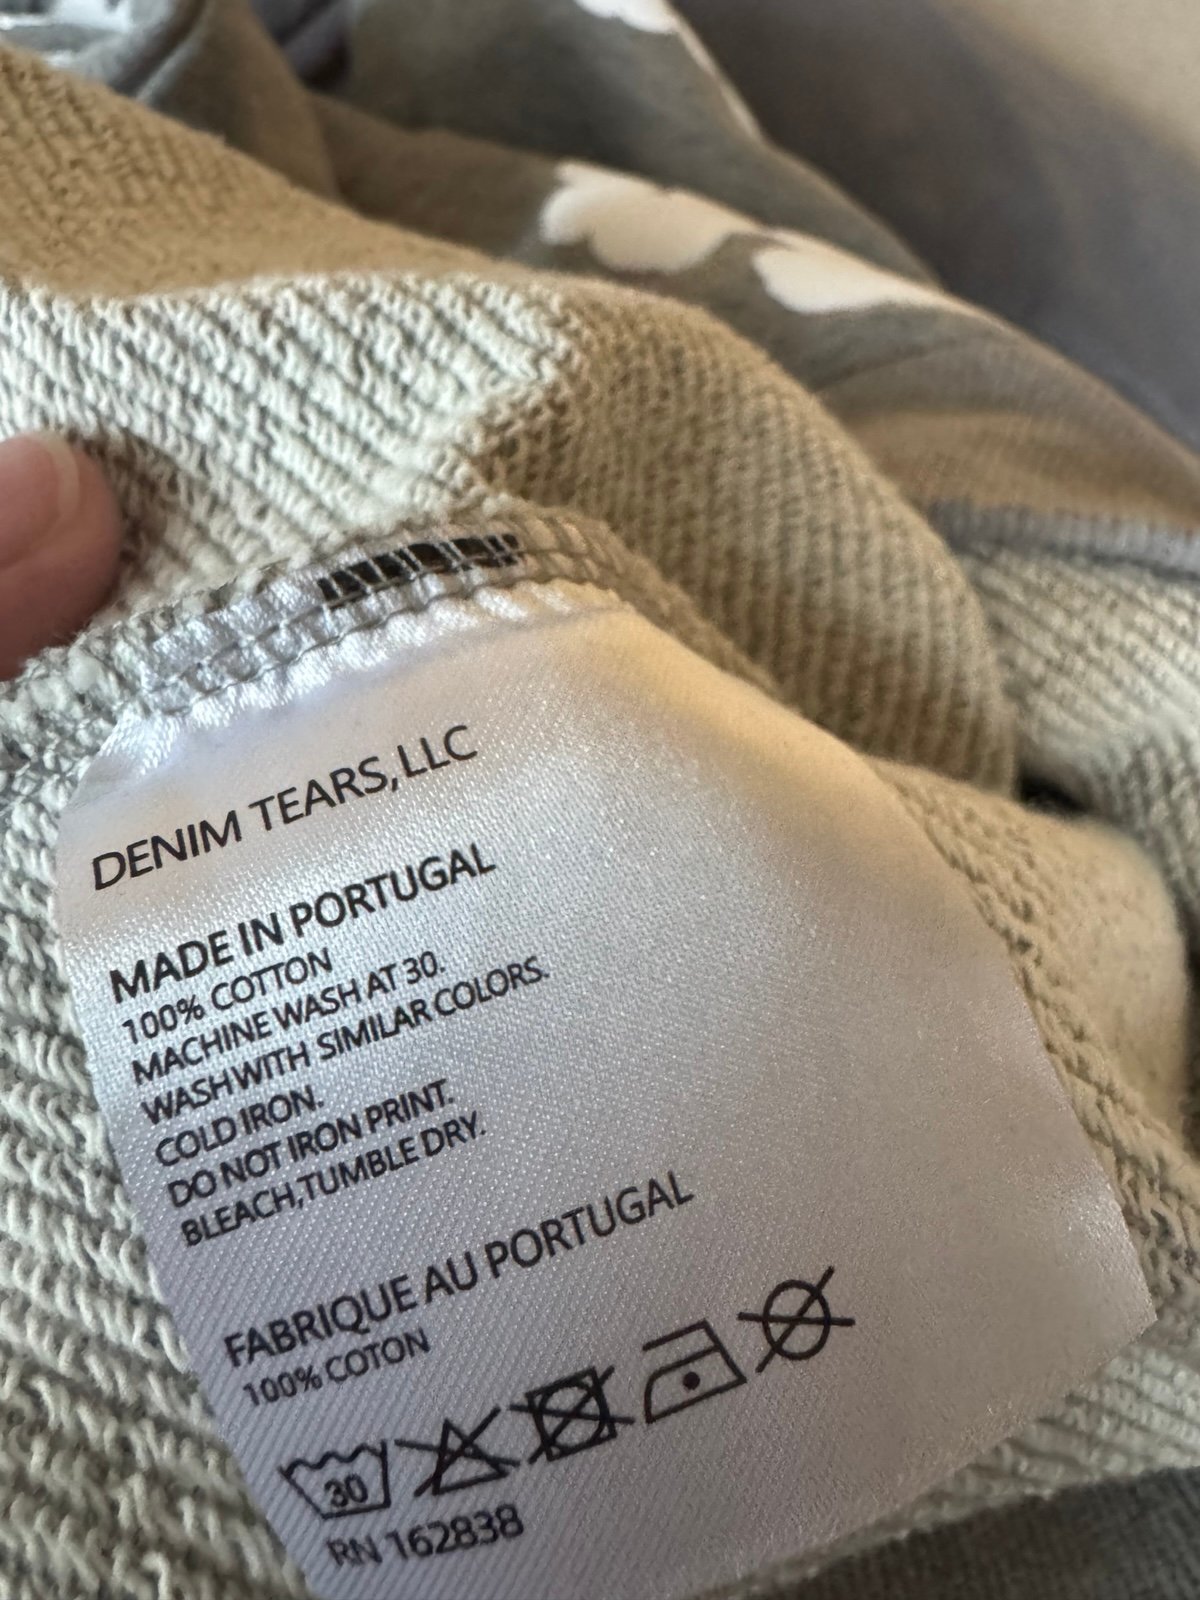 DENIM TEARS, LLC
MADE IN PORTUGAL
100% COTTON
MACHINE WASH AT 30.
WASH WITH SIMILAR COLORS.
COLD IRON.
DO NOT IRON PRINT.
BLEACH,TUMBLE DRY.
FABRIQUE AU PORTUGAL
100% COTON
30
RN 162838